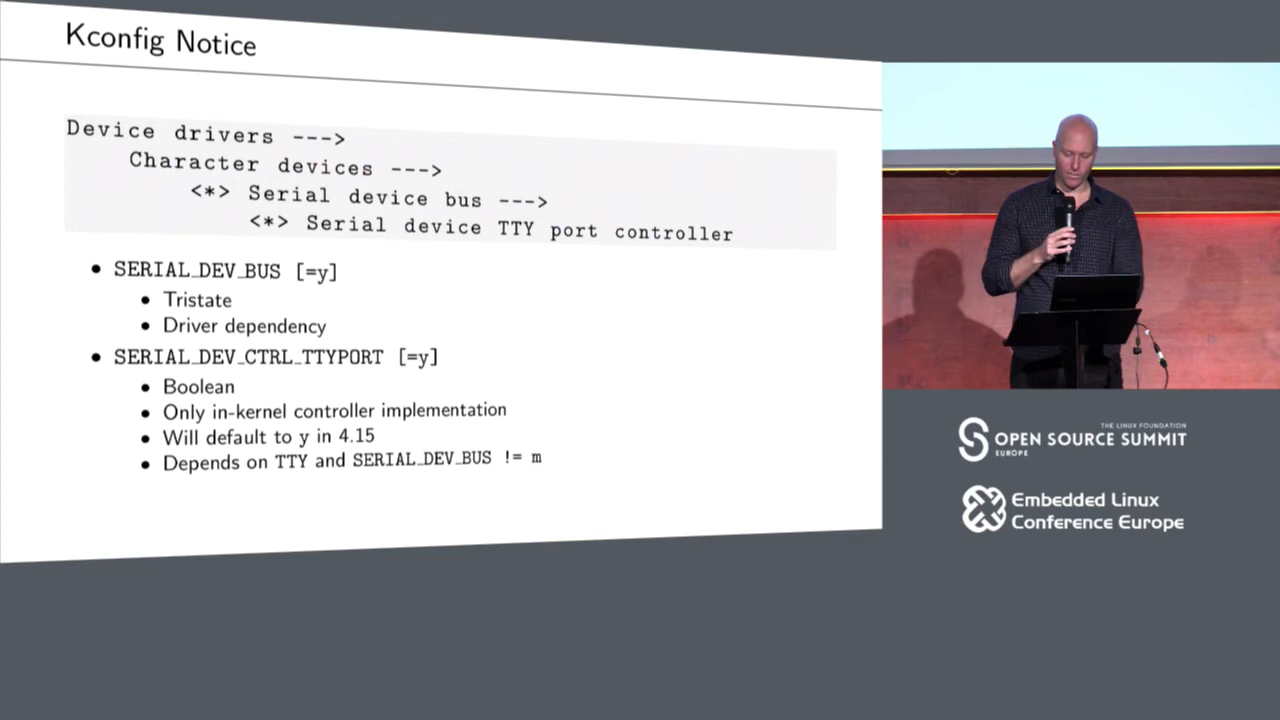 Kconfig Notice
Device drivers --->
Character devices --->
<*> Serial device bus --->
<*> Serial device TTY port controller
• SERIAL_DEV_BUS [=y]
• Tristate
• Driver dependency
• SERIAL_DEV_CTRL_TTYPORT [=y]
• Boolean
• Only in-kernel controller implementation
• Will default to y in 4.15
• Depends on TTY and SERIAL_DEV_BUS != m
THE LINUX FOUNDATION
OPEN SOURCE SUMMIT
EUROPE
Embedded Linux
Conference Europe